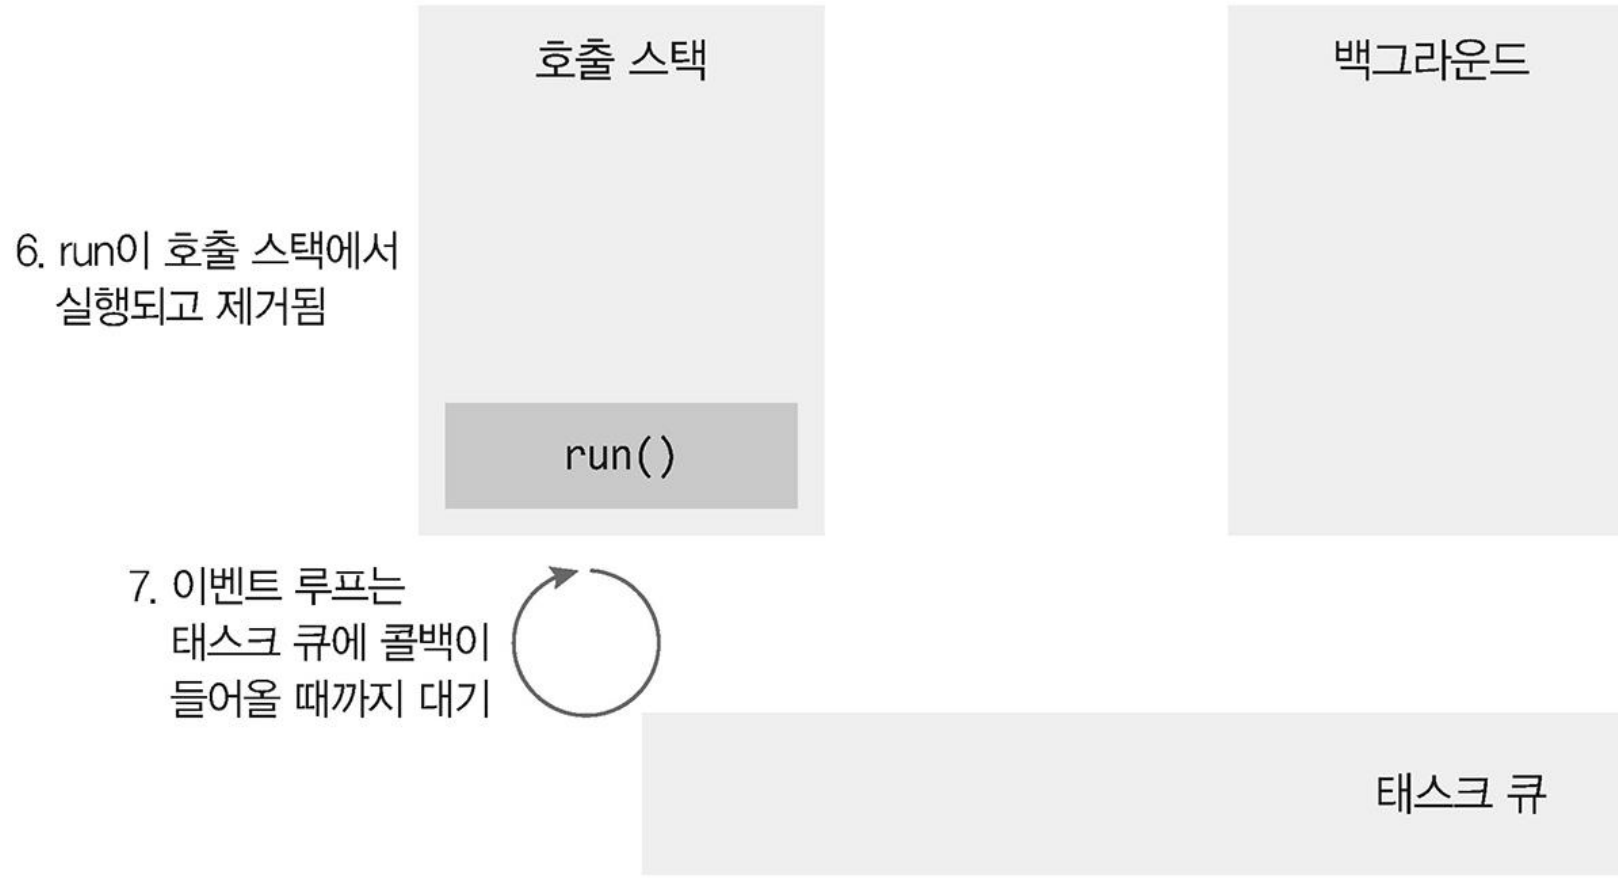 호출 스택
백그라운드
6. run이 호출 스택에서
실행되고 제거됨
run()
7. 이벤트 루프는
태스크 큐에 콜백이
들어올 때까지 대기
태스크 큐